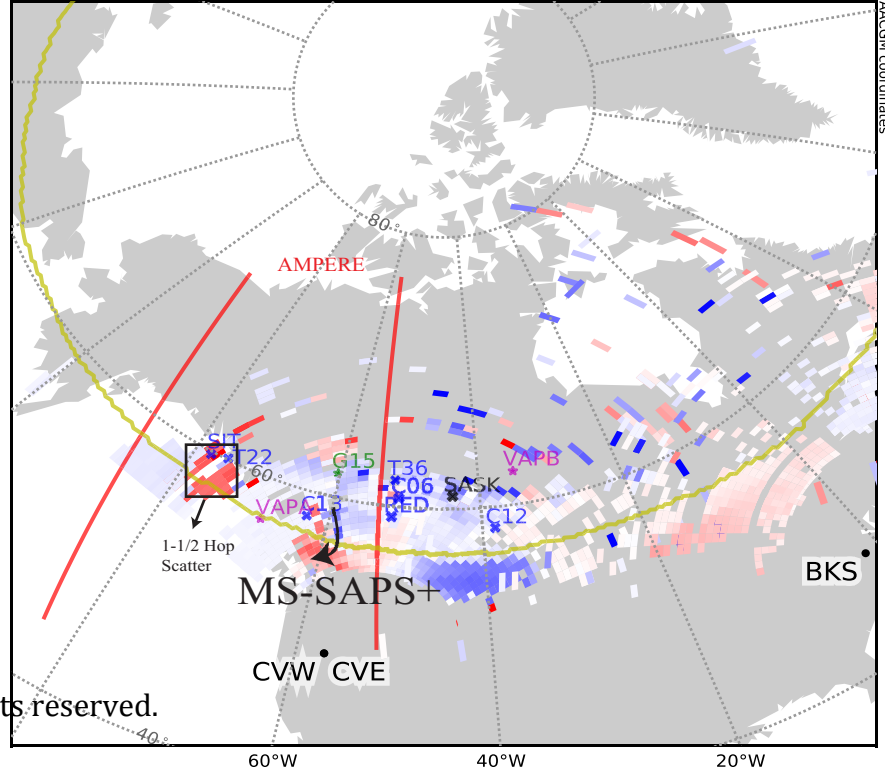 AACGM Coordinates
80°
AMPERE
SIT
T22
60°
G15
T36
VAPB
C06
SASK
RED
VAPA
C13
C12
1-1/2 Hop
Scatter
MS-SAPS+
BKS
CVW
CVE
ts reserved.
40°
60°W
40°W
20°W